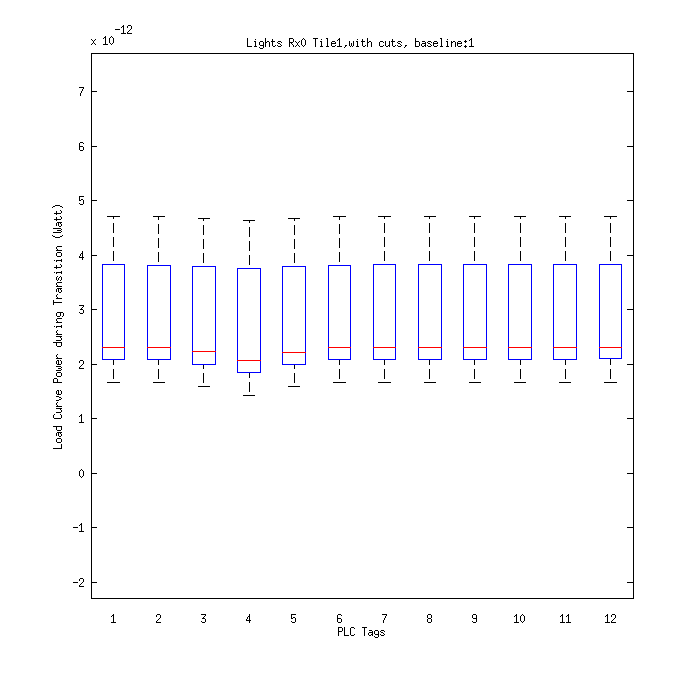 x 10-12
Lights Rx0 Tile1,with cuts, baseline:1
7
6
5
4
3
2
1
0
-1
-2
Load Curve Power during Transition (Watt)
1 2 3 4 5 6 7 8 9 10 11 12
PLC Tags